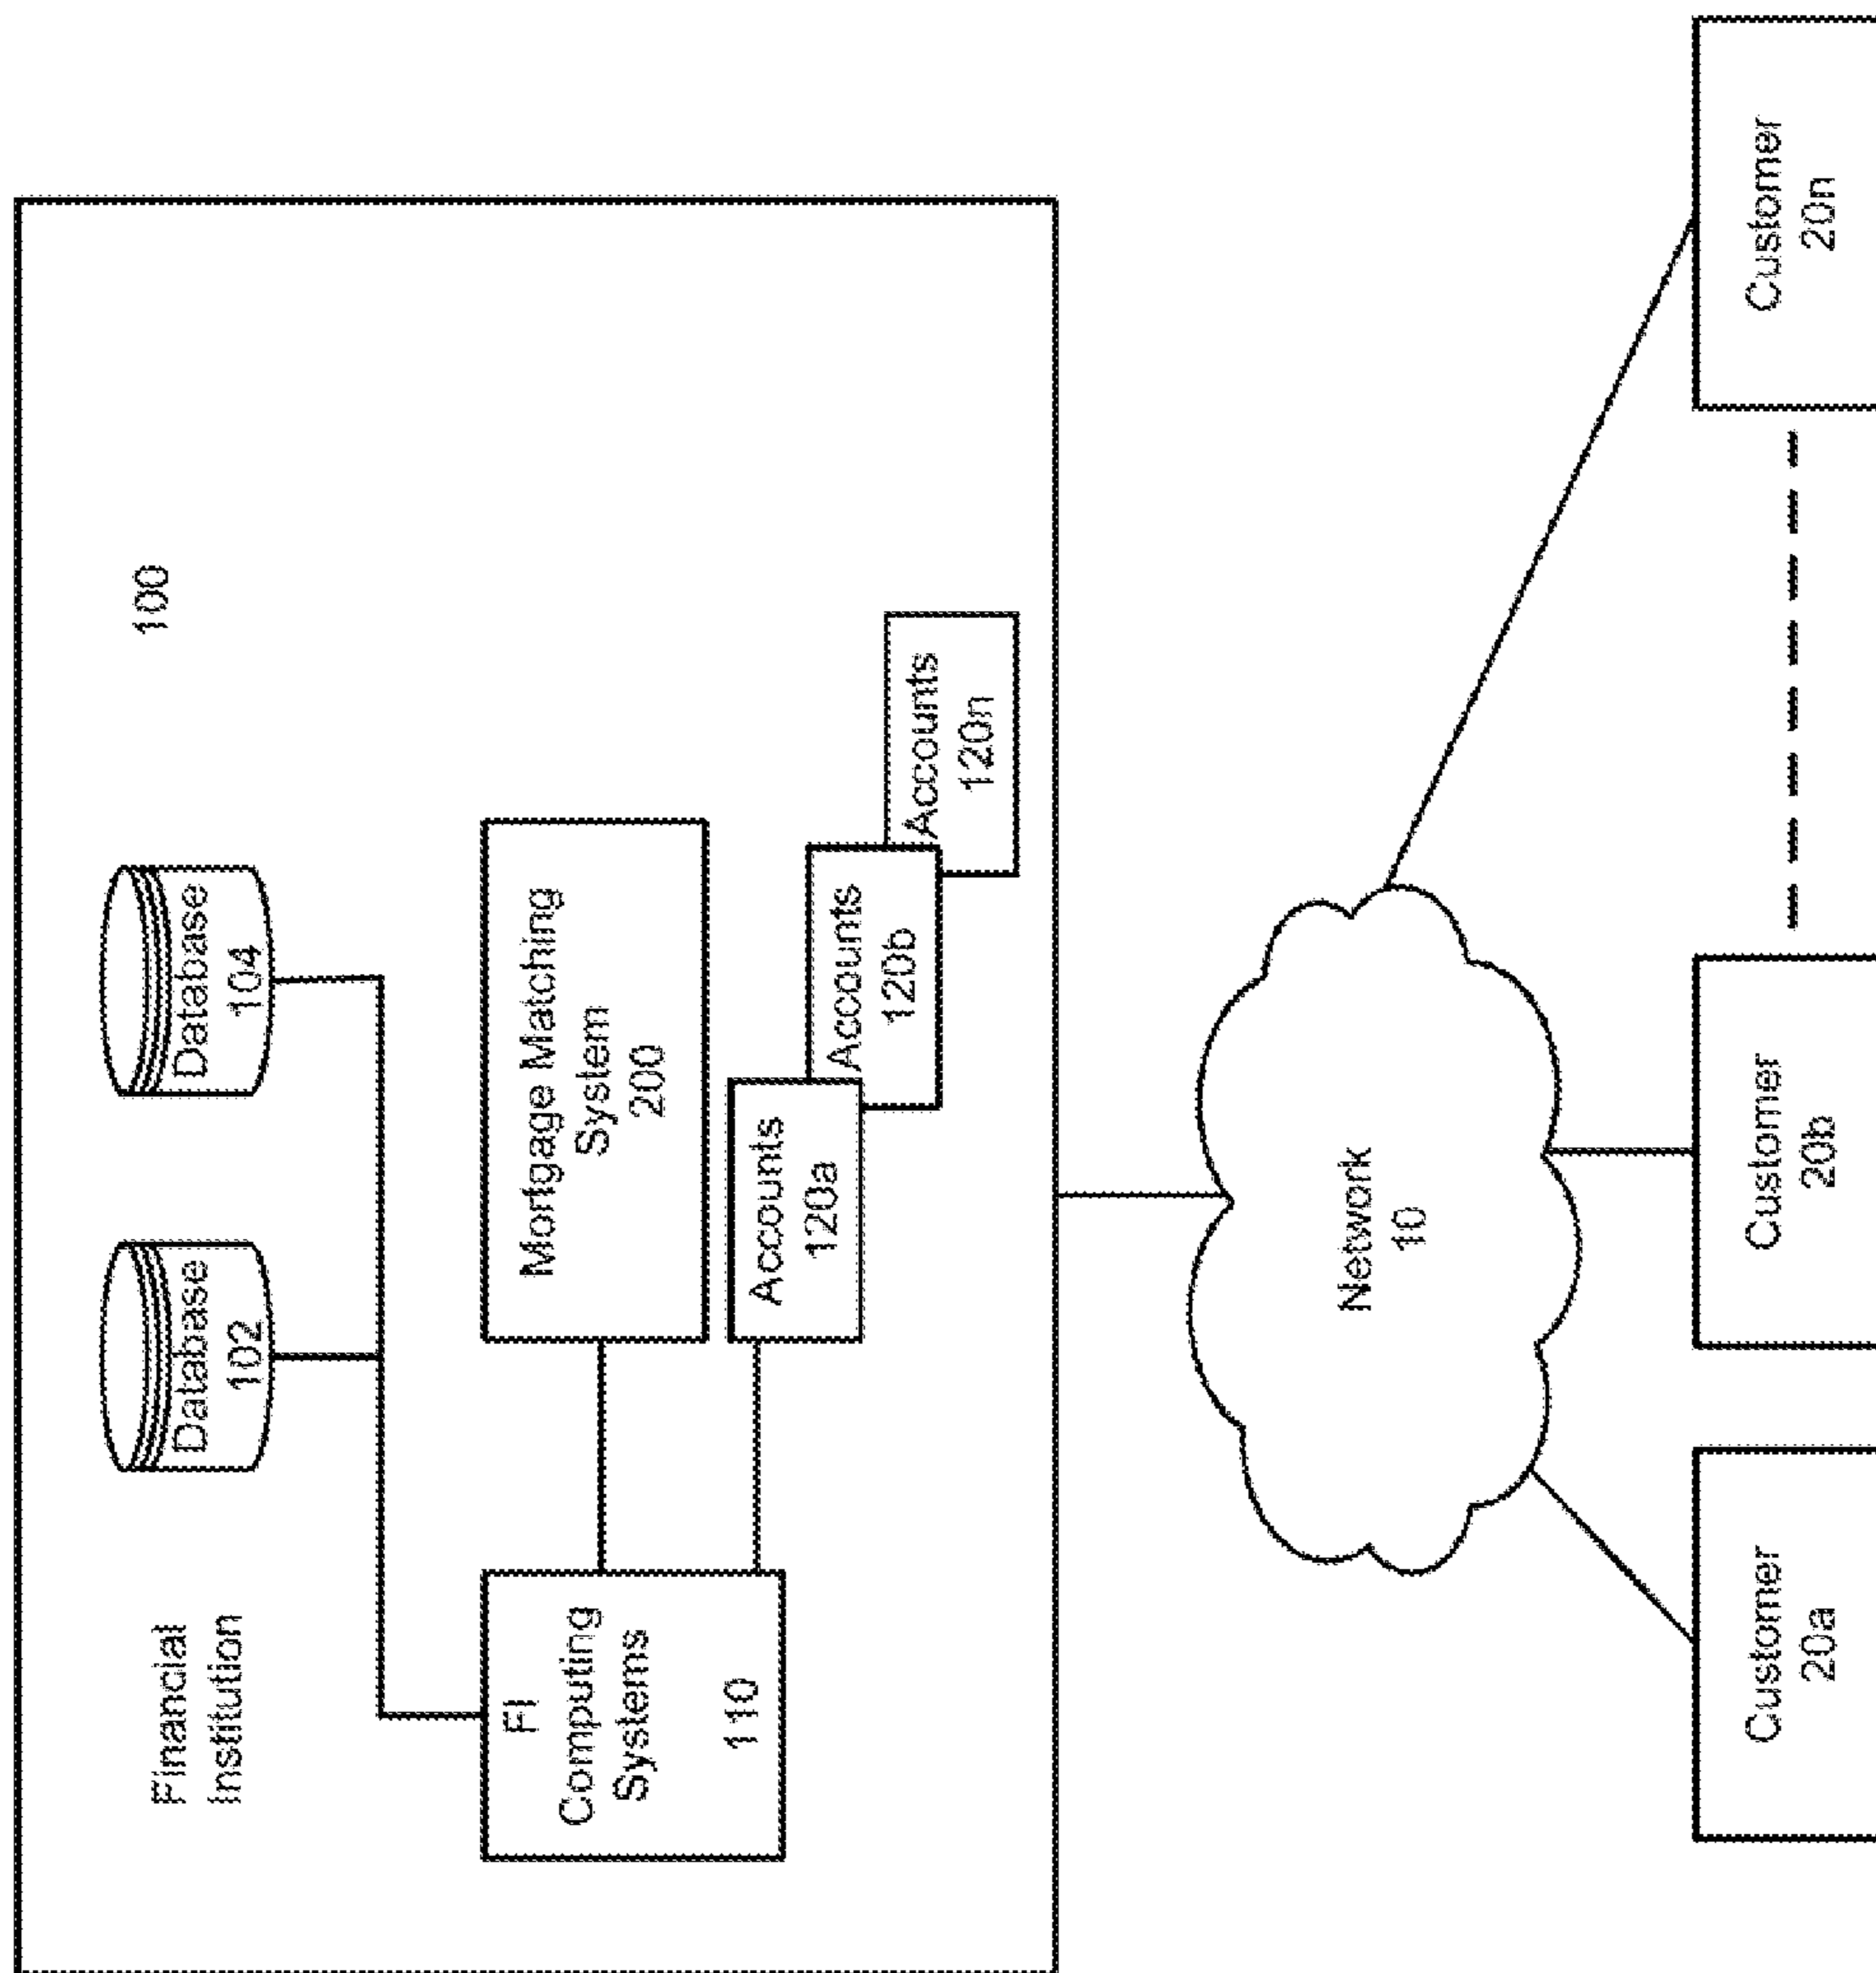 Financial
Institution
100
Database
102
Database
104
FI
Computing
Systems
110
Mortgage Matching
System
200
Accounts
120a
Accounts
120b
Accounts
120n
Network
10
Customer
20a
Customer
20b
Customer
20n